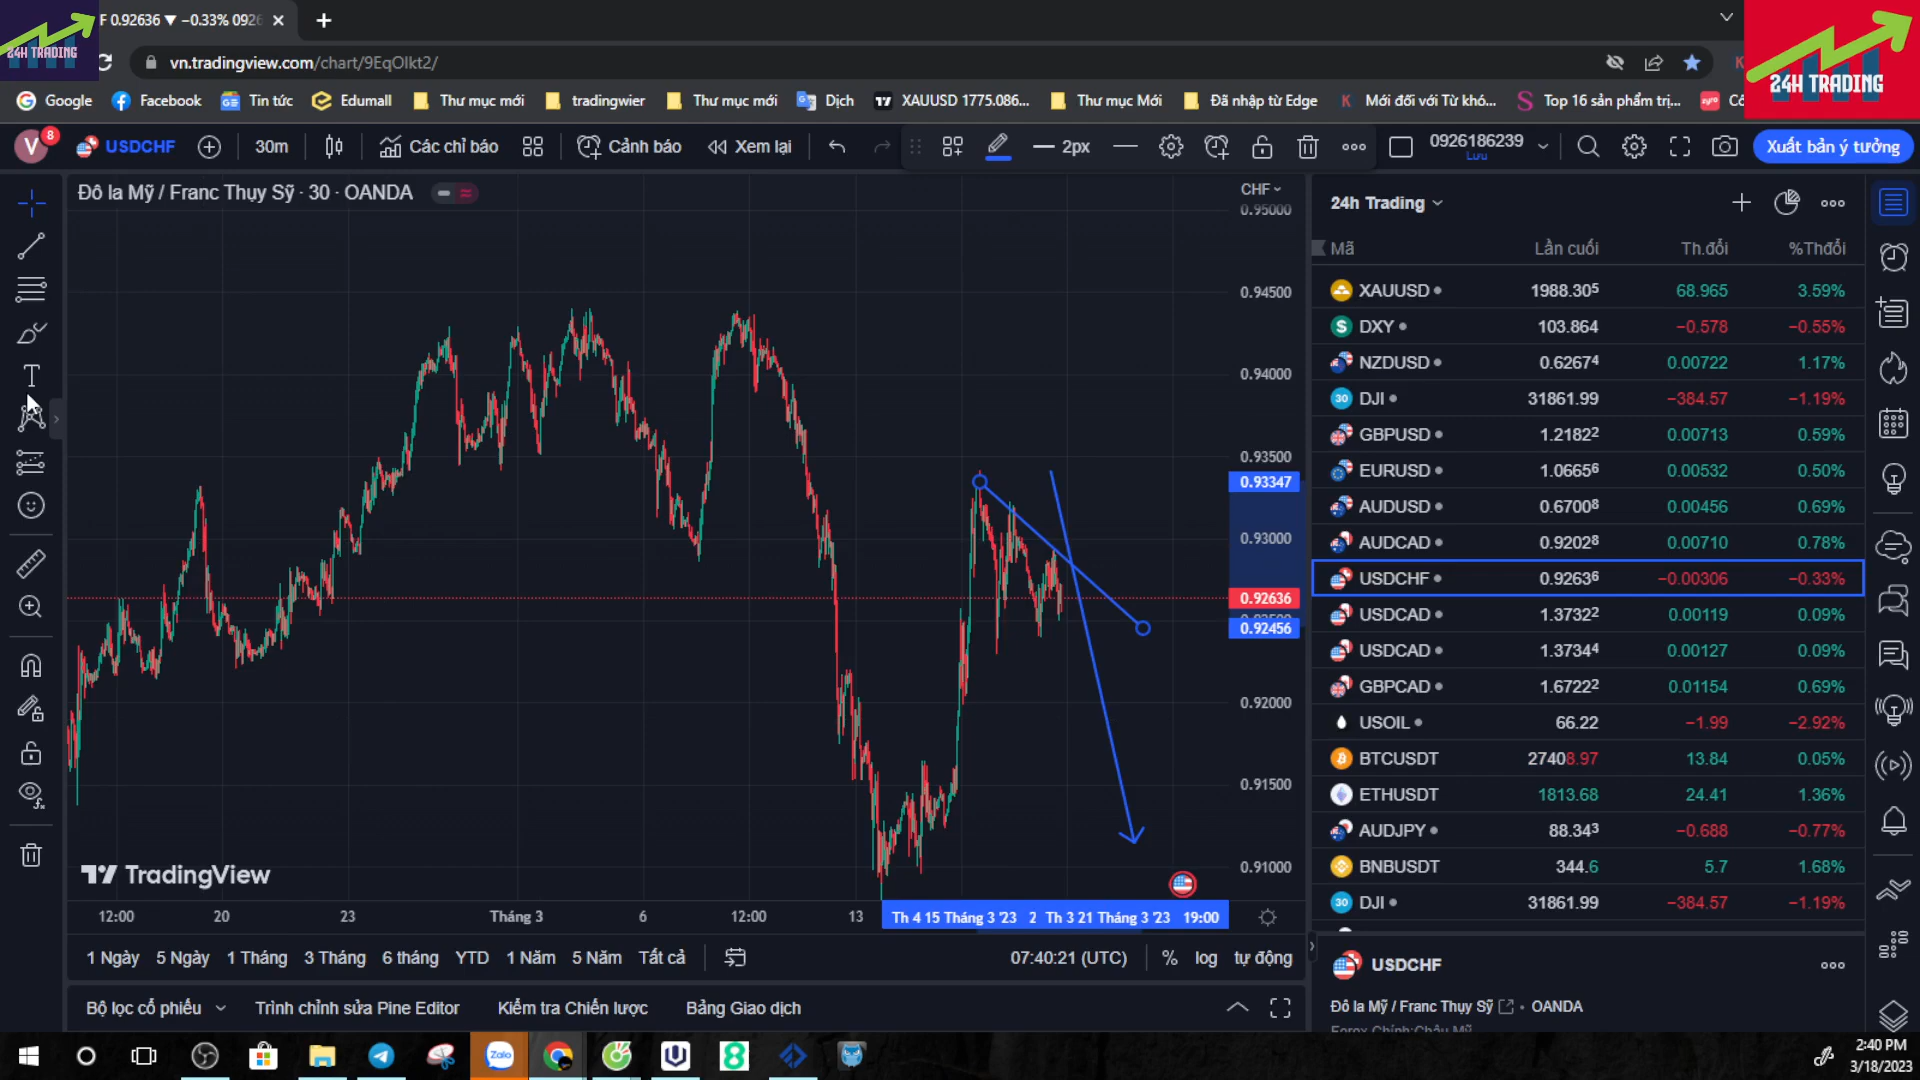 F 0.92636 ▼ −0.33% 092
24H TRADING
vn.tradingview.com/chart/9EqOIkt2/
24H TRADING
Google
Facebook
Tin tức
Edumall
Thư mục mới
tradingwier
Thư mục mới
Dịch
XAUUSD 1775.086...
Thư mục Mới
Đã nhập từ Edge
Mới đối với Từ khó...
Top 16 sản phẩm trị...
V
8
USDCHF
30m
Các chỉ báo
Cảnh báo
Xem lại
2px
0926186239
Lưu
Xuất bản ý tưởng
Đô la Mỹ / Franc Thụy Sỹ · 30 · OANDA
CHF
0.95000
0.94500
0.94000
0.93500
0.93347
0.93000
0.92636
0.92456
0.92000
0.91500
0.91000
TradingView
12:00
20
23
Tháng 3
6
12:00
13
Th 4 15 Tháng 3 '23
2
Th 3 21 Tháng 3 '23 19:00
1 Ngày
5 Ngày
1 Tháng
3 Tháng
6 tháng
YTD
1 Năm
5 Năm
Tất cả
07:40:21 (UTC)
%
log
tự động
Bộ lọc cổ phiếu
Trình chỉnh sửa Pine Editor
Kiểm tra Chiến lược
Bảng Giao dịch
24h Trading
Mã Lần cuối Th.đổi %Thđổi
XAUUSD 1988.305 68.965 3.59%
DXY 103.864 −0.578 −0.55%
NZDUSD 0.62674 0.00722 1.17%
DJI 31861.99 −384.57 −1.19%
GBPUSD 1.21822 0.00713 0.59%
EURUSD 1.06656 0.00532 0.50%
AUDUSD 0.67008 0.00456 0.69%
AUDCAD 0.92028 0.00710 0.78%
USDCHF 0.92636 −0.00306 −0.33%
USDCAD 1.37322 0.00119 0.09%
USDCAD 1.37344 0.00127 0.09%
GBPCAD 1.67222 0.01154 0.69%
USOIL 66.22 −1.99 −2.92%
BTCUSDT 27408.97 13.84 0.05%
ETHUSDT 1813.68 24.41 1.36%
AUDJPY 88.343 −0.688 −0.77%
BNBUSDT 344.6 5.7 1.68%
DJI 31861.99 −384.57 −1.19%
USDCHF
Đô la Mỹ / Franc Thụy Sỹ • OANDA
Forex Chính:Châu Mỹ
Zalo
2:40 PM
3/18/2023